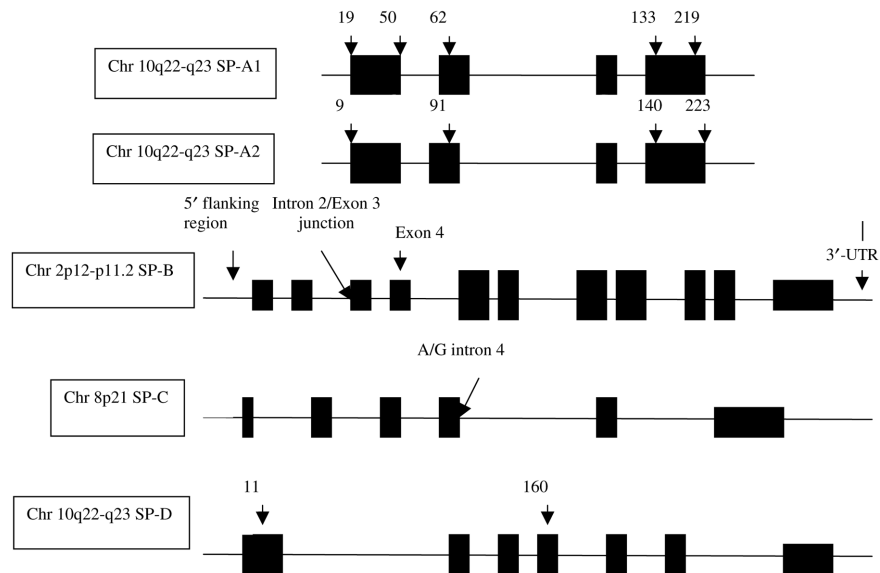 19 50 62 133 219
Chr 10q22-q23 SP-A1
9 91 140 223
Chr 10q22-q23 SP-A2
5′ flanking
region
Intron 2/Exon 3
junction
Exon 4
3′-UTR
Chr 2p12-p11.2 SP-B
A/G intron 4
Chr 8p21 SP-C
11 160
Chr 10q22-q23 SP-D